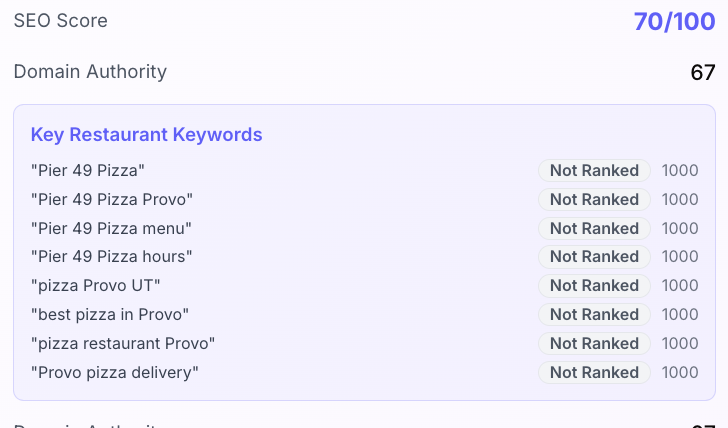 SEO Score 70/100
Domain Authority 67
Key Restaurant Keywords
"Pier 49 Pizza" Not Ranked 1000
"Pier 49 Pizza Provo" Not Ranked 1000
"Pier 49 Pizza menu" Not Ranked 1000
"Pier 49 Pizza hours" Not Ranked 1000
"pizza Provo UT" Not Ranked 1000
"best pizza in Provo" Not Ranked 1000
"pizza restaurant Provo" Not Ranked 1000
"Provo pizza delivery" Not Ranked 1000